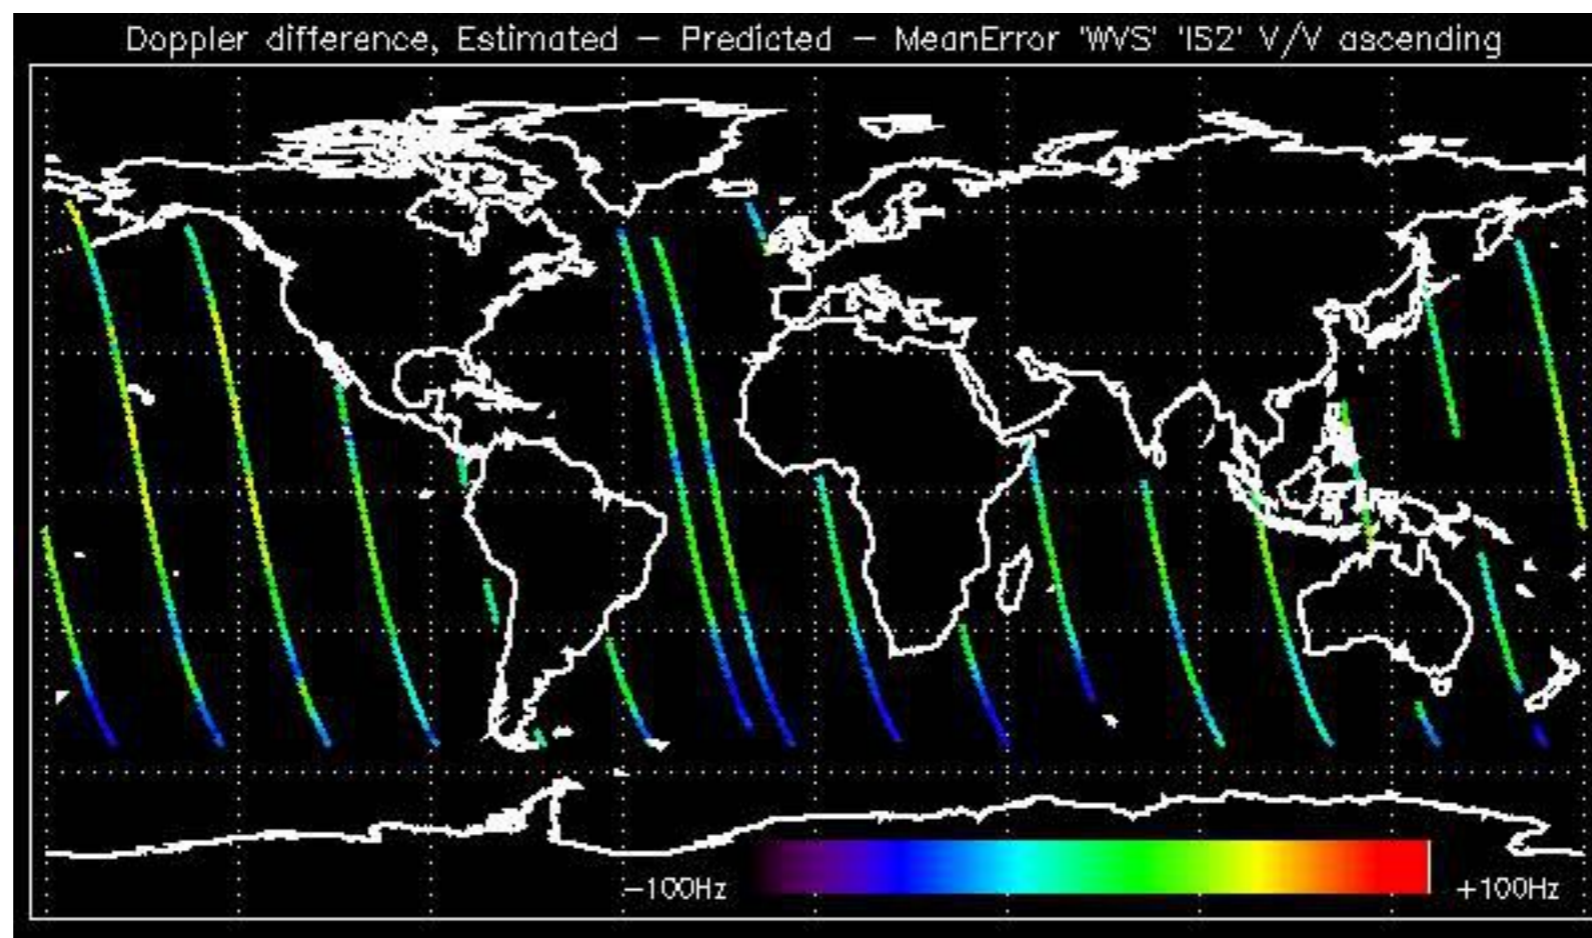 Doppler difference, Estimated – Predicted – MeanError 'WVS' 'IS2' V/V ascending
–100Hz +100Hz